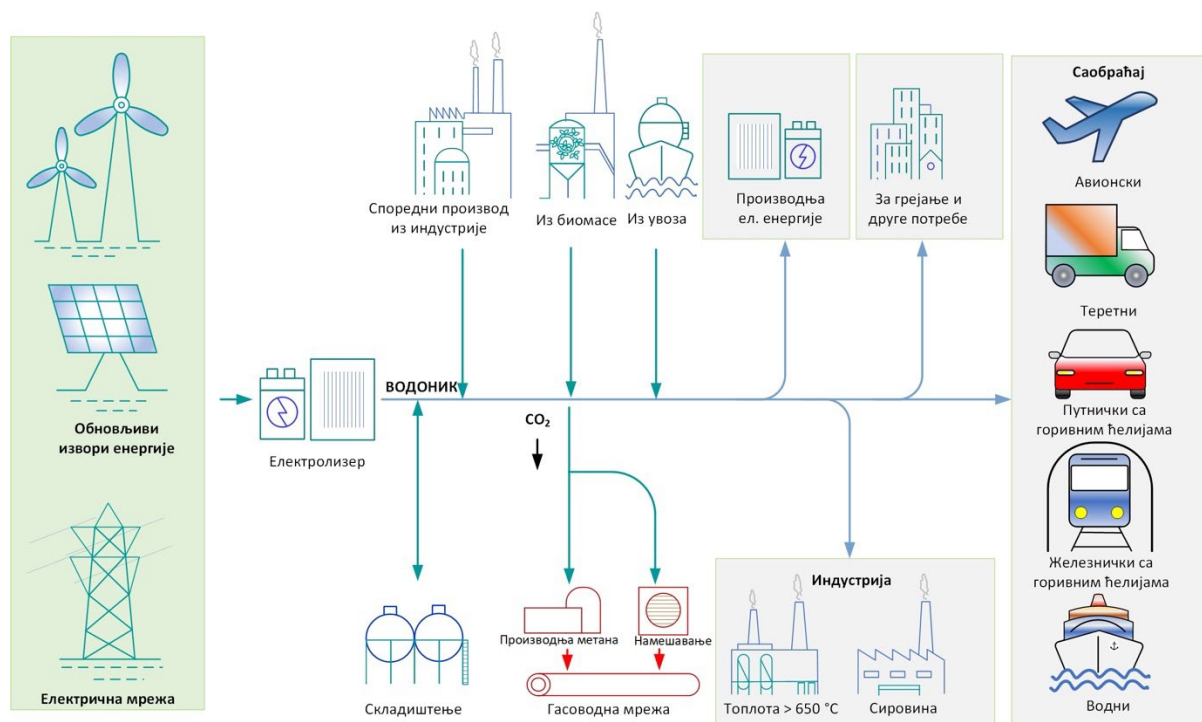 Обновљиви
извори енергије
Електрична мрежа
Електролизер
ВОДОНИК
Споредни производ
из индустрије
Из биомасе
Из увоза
Производња
ел. енергије
За грејање и
друге потребе
CO₂
Складиштење
Производња метана
Намешавање
Гасоводна мрежа
Индустрија
Топлота > 650 °C
Сировина
Саобраћај
Авионски
Теретни
Путнички са
горивним ћелијама
Железнички са
горивним ћелијама
Водни